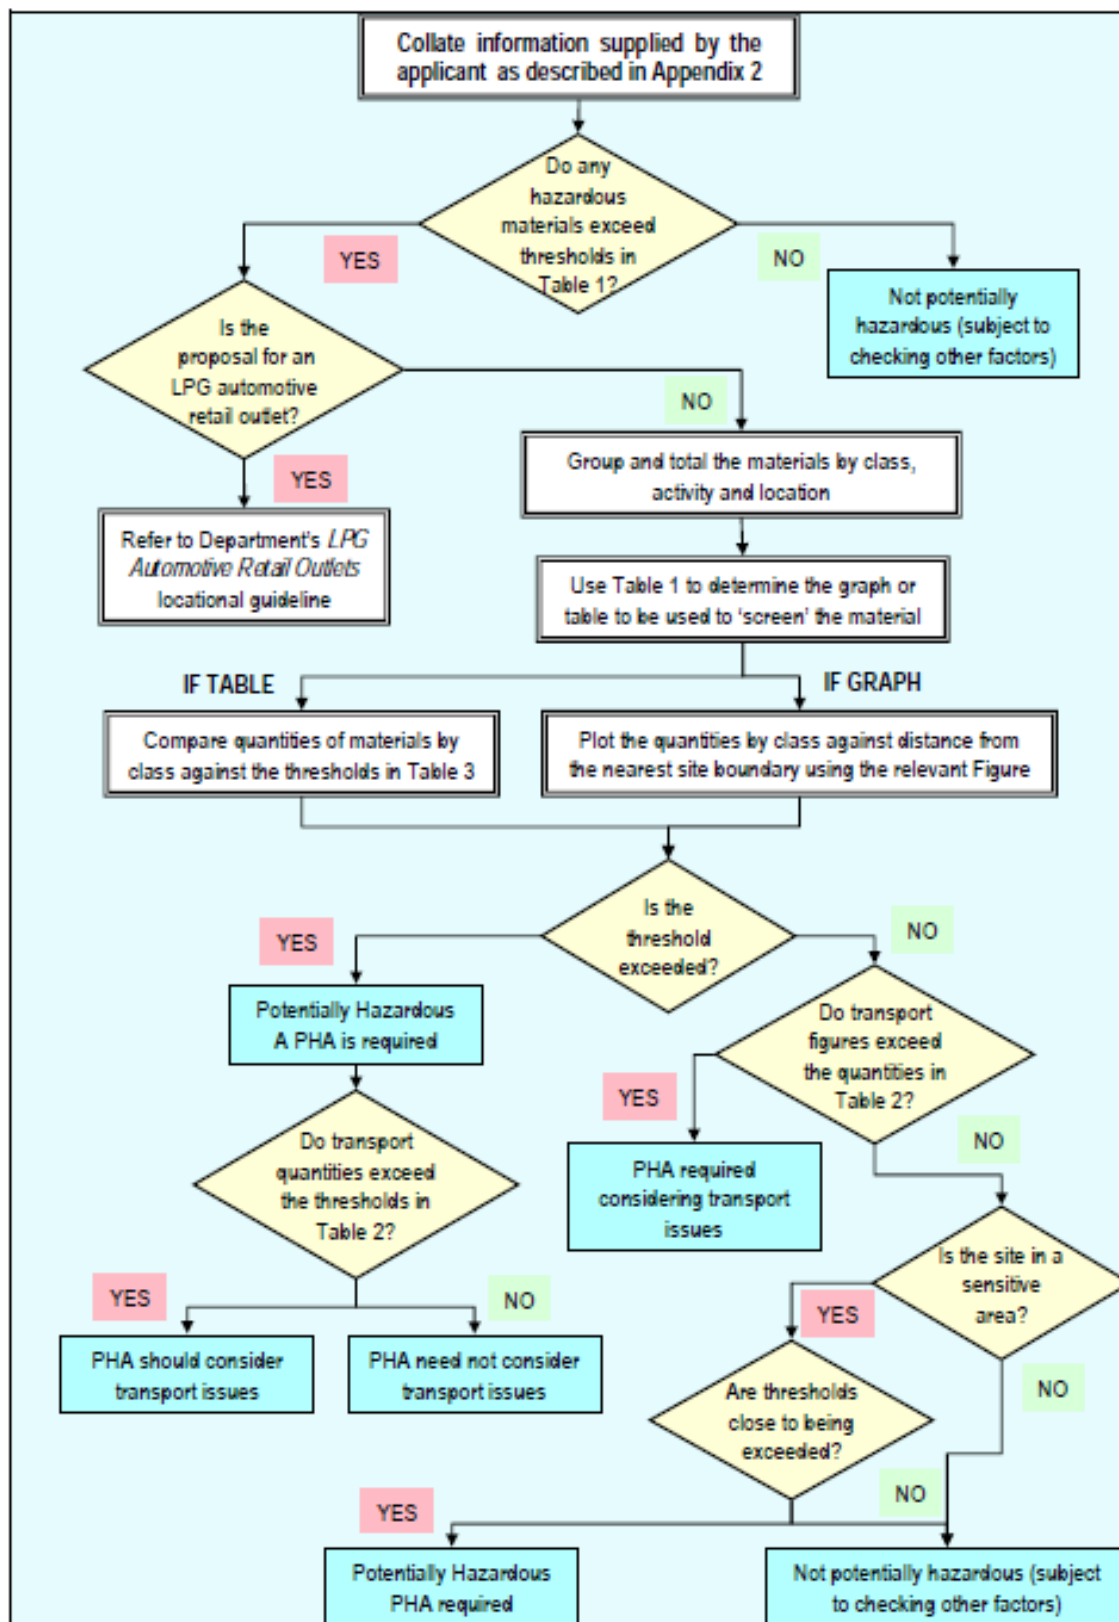 Collate information supplied by the
applicant as described in Appendix 2
Do any
hazardous
materials exceed
thresholds in
Table 1?
YES
NO
Not potentially
hazardous (subject to
checking other factors)
Is the
proposal for an
LPG automotive
retail outlet?
NO
YES
Group and total the materials by class,
activity and location
Refer to Department's LPG
Automotive Retail Outlets
locational guideline
Use Table 1 to determine the graph or
table to be used to 'screen' the material
IF TABLE
IF GRAPH
Compare quantities of materials by
class against the thresholds in Table 3
Plot the quantities by class against distance from
the nearest site boundary using the relevant Figure
Is the
threshold
exceeded?
YES
NO
Potentially Hazardous
A PHA is required
Do transport
figures exceed
the quantities in
Table 2?
YES
NO
Do transport
quantities exceed
the thresholds in
Table 2?
PHA required
considering transport
issues
Is the site in a
sensitive
area?
YES
NO
YES
NO
PHA should consider
transport issues
PHA need not consider
transport issues
Are thresholds
close to being
exceeded?
YES
NO
Potentially Hazardous
PHA required
Not potentially hazardous (subject
to checking other factors)